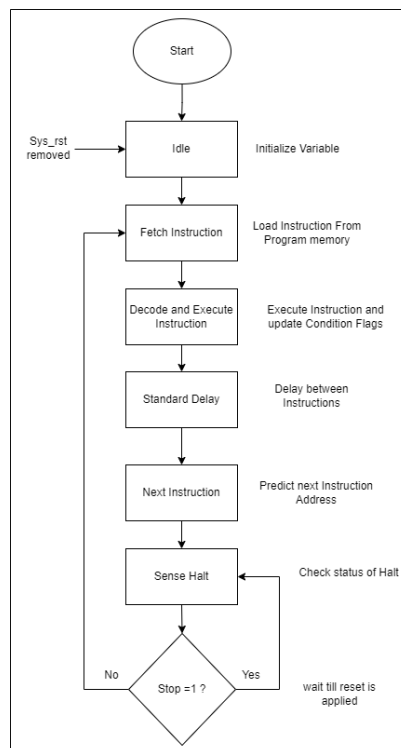 Start
Sys_rst
removed
Idle
Initialize Variable
Fetch Instruction
Load Instruction From
Program memory
Decode and Execute
Instruction
Execute Instruction and
update Condition Flags
Standard Delay
Delay between
Instructions
Next Instruction
Predict next Instruction
Address
Sense Halt
Check status of Halt
No
Stop =1 ?
Yes
wait till reset is
applied